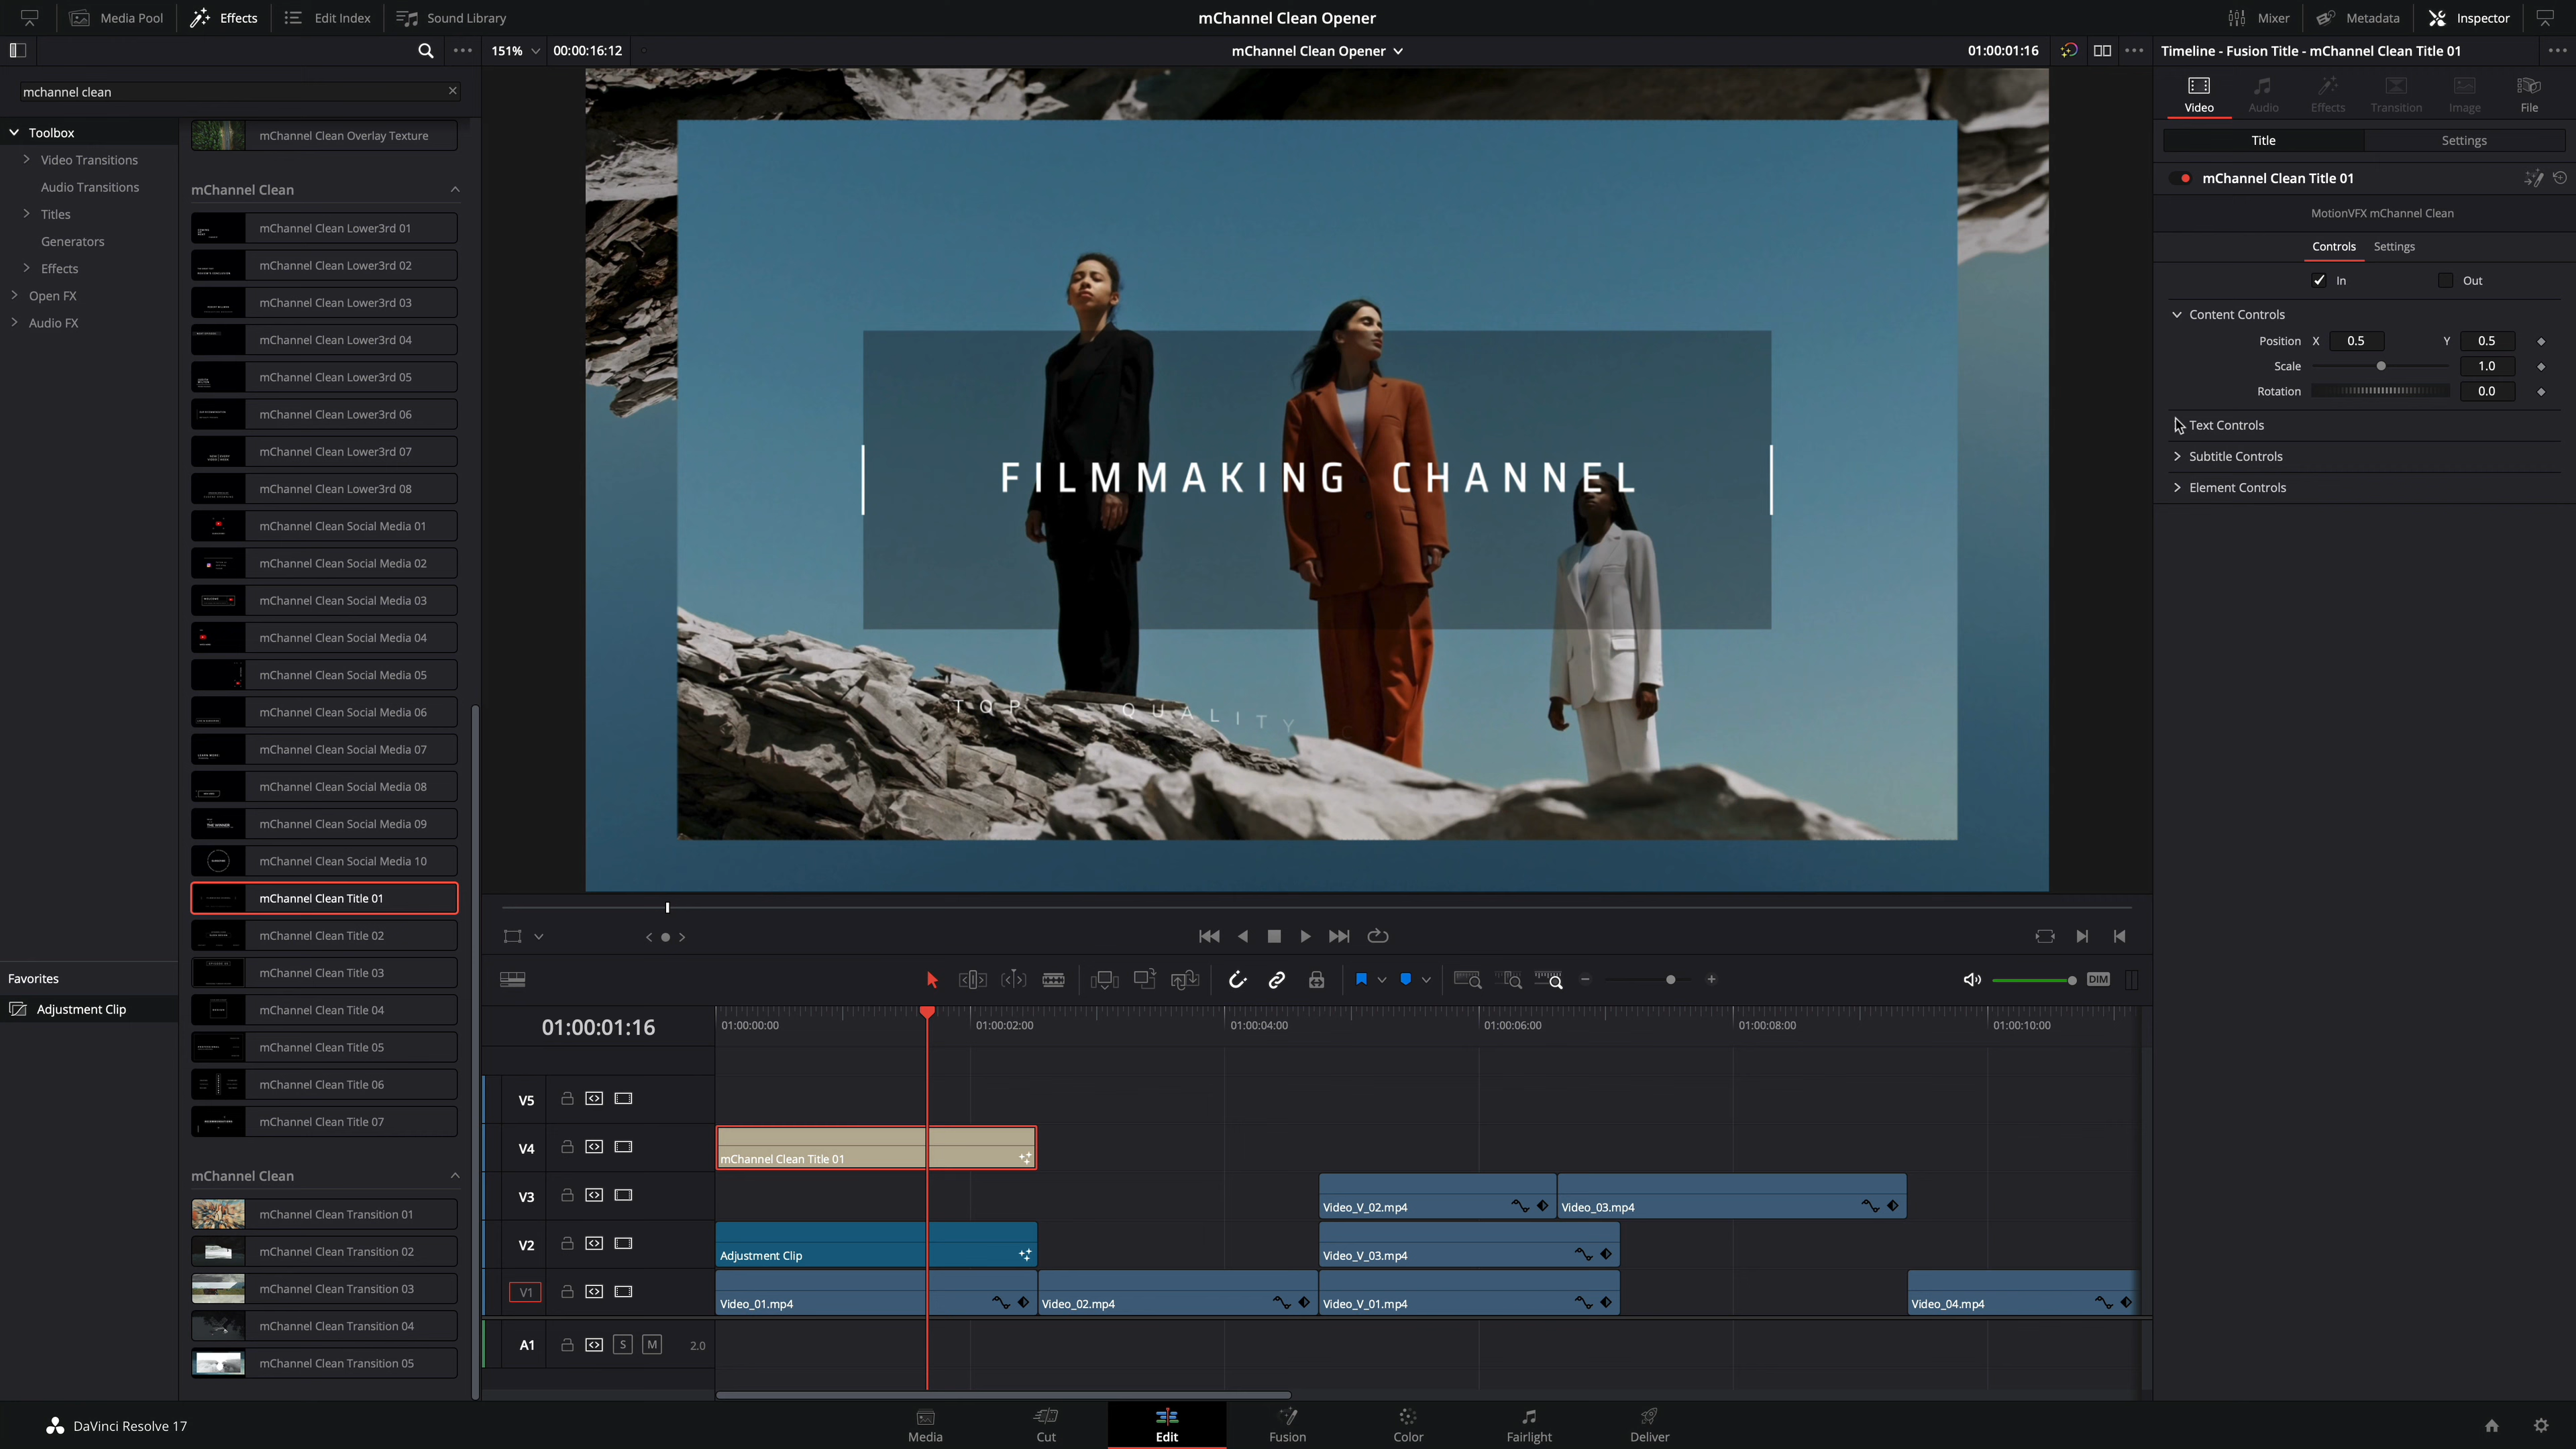 Media Pool
Effects
Edit Index
Sound Library
mChannel Clean Opener
Mixer
Metadata
Inspector
151%
00:00:16:12
mChannel Clean Opener
01:00:01:16
Timeline - Fusion Title - mChannel Clean Title 01
mchannel clean
Video
Audio
Effects
Transition
Image
File
Toolbox
Video Transitions
Audio Transitions
Titles
Generators
Effects
Open FX
Audio FX
Favorites
Adjustment Clip
mChannel Clean Overlay Texture
mChannel Clean
mChannel Clean Lower3rd 01
mChannel Clean Lower3rd 02
mChannel Clean Lower3rd 03
mChannel Clean Lower3rd 04
mChannel Clean Lower3rd 05
mChannel Clean Lower3rd 06
mChannel Clean Lower3rd 07
mChannel Clean Lower3rd 08
mChannel Clean Social Media 01
mChannel Clean Social Media 02
mChannel Clean Social Media 03
mChannel Clean Social Media 04
mChannel Clean Social Media 05
mChannel Clean Social Media 06
mChannel Clean Social Media 07
mChannel Clean Social Media 08
mChannel Clean Social Media 09
mChannel Clean Social Media 10
mChannel Clean Title 01
mChannel Clean Title 02
mChannel Clean Title 03
mChannel Clean Title 04
mChannel Clean Title 05
mChannel Clean Title 06
mChannel Clean Title 07
mChannel Clean
mChannel Clean Transition 01
mChannel Clean Transition 02
mChannel Clean Transition 03
mChannel Clean Transition 04
mChannel Clean Transition 05
FILMMAKING CHANNEL
TOP QUALITY
Title
Settings
mChannel Clean Title 01
MotionVFX mChannel Clean
Controls
Settings
In
Out
Content Controls
Position X 0.5 Y 0.5
Scale 1.0
Rotation 0.0
Text Controls
Subtitle Controls
Element Controls
DIM
01:00:01:16
01:00:00:00
01:00:02:00
01:00:04:00
01:00:06:00
01:00:08:00
01:00:10:00
V5
V4
mChannel Clean Title 01
V3
Video_V_02.mp4
Video_V_03.mp4
V2
Adjustment Clip
Video_V_03.mp4
V1
Video_01.mp4
Video_02.mp4
Video_V_01.mp4
Video_04.mp4
A1
S
M
2.0
DaVinci Resolve 17
Media
Cut
Edit
Fusion
Color
Fairlight
Deliver